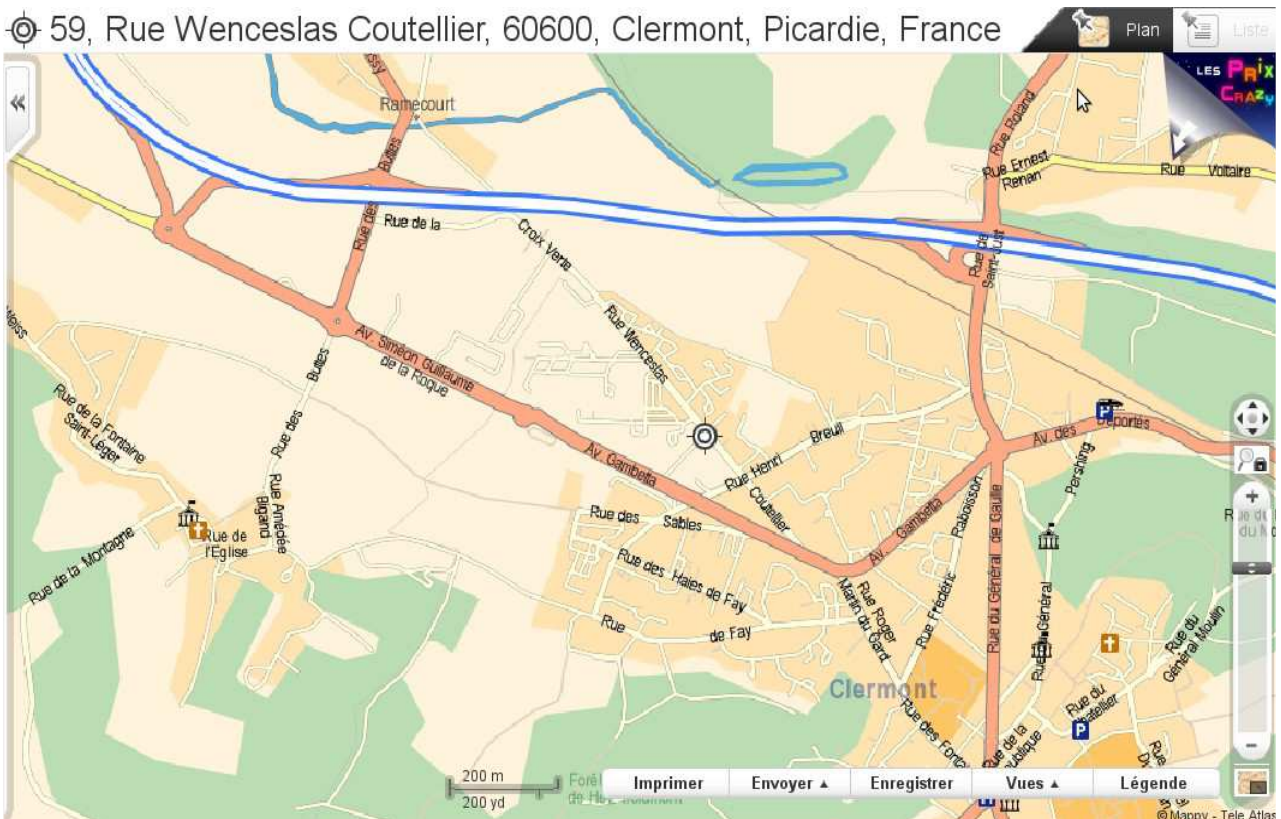 59, Rue Wenceslas Coutellier, 60600, Clermont, Picardie, France
Plan
Liste
LES PRIX
CRAZY
«
Ramecourt
Rue Roland
Rue Ernest
Renan
Rue Voltaire
Buttes
Rue des
Rue de la
Croix Verte
Rue de
Saint-Just
Rue Wenceslas
Weiss
Av. Siméon Guillaume
de la Roque
Buttes
Rue des
Rue de la Fontaine
Saint-Léger
P
Av. des Déportés
Rue Henri Breuil
Pershing
Av. Gambetta
Coutellier
Rue Amédée
Bigand
Rue des Sables
Av. Gambetta
Raboisson
Rue Frédéric
Rue du Général de Gaulle
Rue de
l'Eglise
Rue de la Montagne
Rue des Haies de Fay
Rue Roger
Martin du Gard
Rue de Fay
Général
Rue du
Général Moulin
Clermont
Rue du
Rue de la
P
Rue des
200 m
200 yd
Imprimer
Envoyer ▲
Enregistrer
Vues ▲
Légende
+
−
© Mappy - Tele Atlas